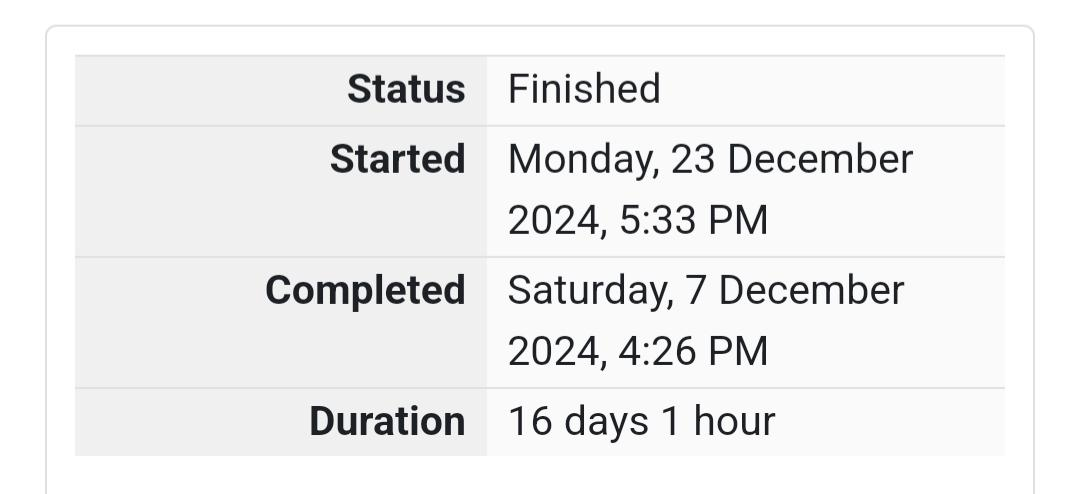 Status Finished
Started Monday, 23 December
2024, 5:33 PM
Completed Saturday, 7 December
2024, 4:26 PM
Duration 16 days 1 hour